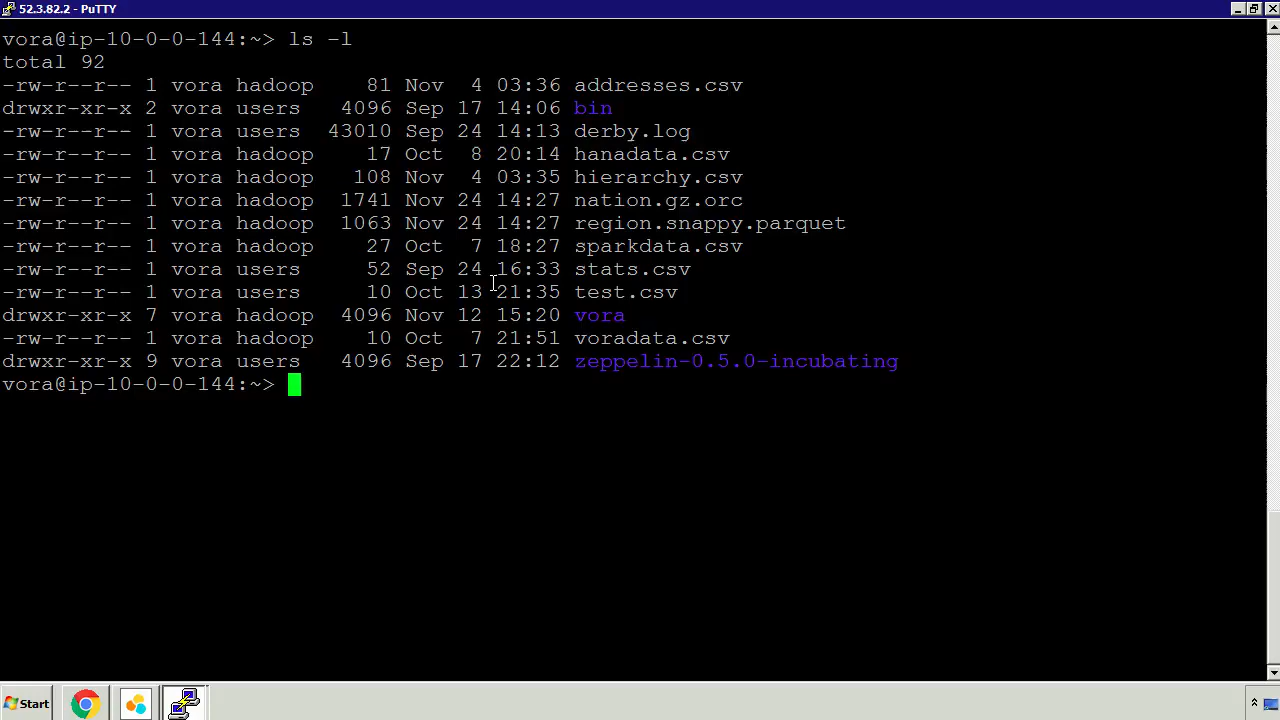 52.3.82.2 - PuTTY
vora@ip-10-0-0-144:~> ls -l
total 92
-rw-r--r-- 1 vora hadoop    81 Nov  4 03:36 addresses.csv
drwxr-xr-x 2 vora users   4096 Sep 17 14:06 bin
-rw-r--r-- 1 vora users  43010 Sep 24 14:13 derby.log
-rw-r--r-- 1 vora hadoop    17 Oct  8 20:14 hanadata.csv
-rw-r--r-- 1 vora hadoop   108 Nov  4 03:35 hierarchy.csv
-rw-r--r-- 1 vora hadoop  1741 Nov 24 14:27 nation.gz.orc
-rw-r--r-- 1 vora hadoop  1063 Nov 24 14:27 region.snappy.parquet
-rw-r--r-- 1 vora hadoop    27 Oct  7 18:27 sparkdata.csv
-rw-r--r-- 1 vora users     52 Sep 24 16:33 stats.csv
-rw-r--r-- 1 vora users     10 Oct 13 21:35 test.csv
drwxr-xr-x 7 vora hadoop  4096 Nov 12 15:20 vora
-rw-r--r-- 1 vora hadoop    10 Oct  7 21:51 voradata.csv
drwxr-xr-x 9 vora users   4096 Sep 17 22:12 zeppelin-0.5.0-incubating
vora@ip-10-0-0-144:~>
Start